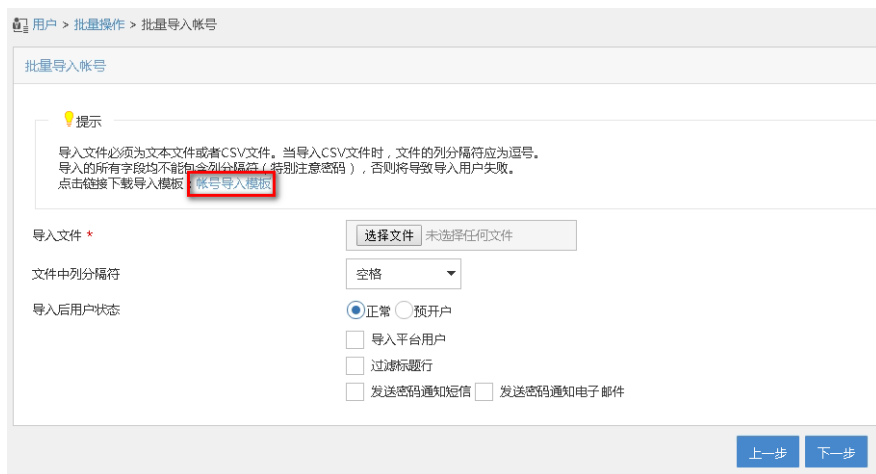 用户 > 批量操作 > 批量导入帐号
批量导入帐号
提示
导入文件必须为文本文件或者CSV文件。当导入CSV文件时，文件的列分隔符应为逗号。
导入的所有字段均不能包含列分隔符（特别注意密码），否则将导致导入用户失败。
点击链接下载导入模板：帐号导入模板
导入文件 * 选择文件 未选择任何文件
文件中列分隔符 空格
导入后用户状态 正常 预开户
导入平台用户
过滤标题行
发送密码通知短信 发送密码通知电子邮件
上一步 下一步